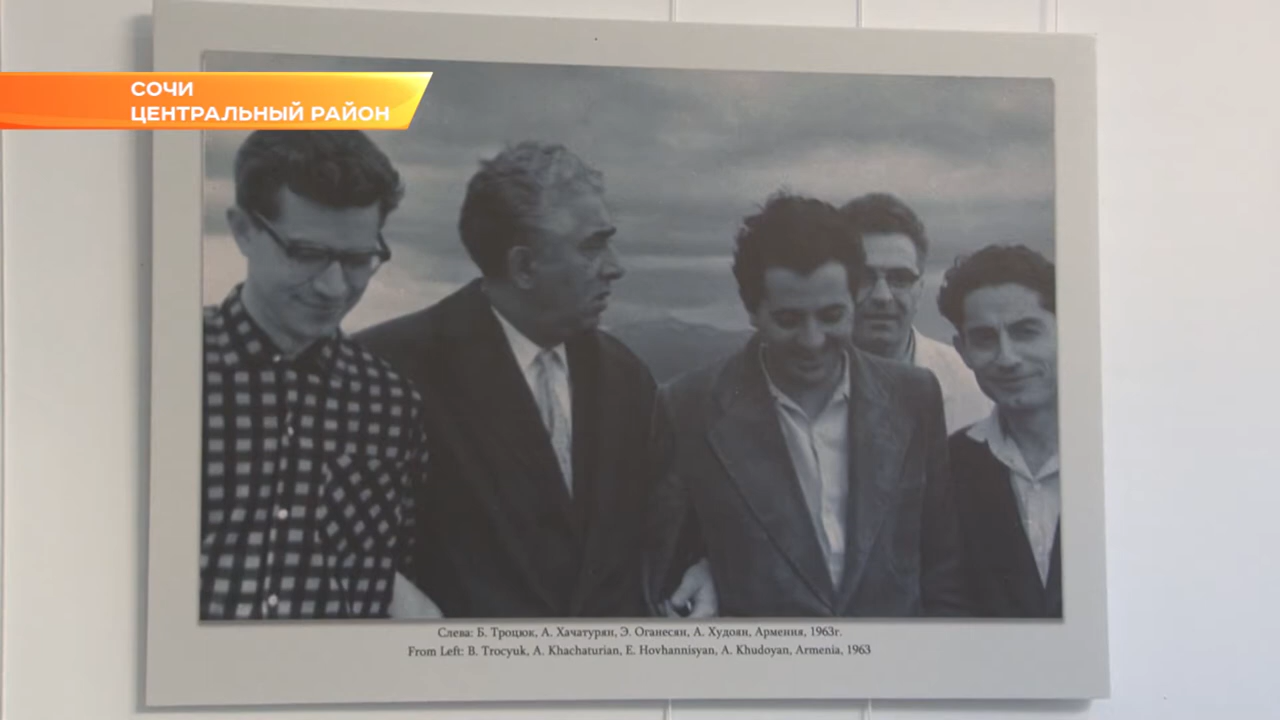 СОЧИ
ЦЕНТРАЛЬНЫЙ РАЙОН
Слева: Б. Троцюк, А. Хачатурян, Э. Оганесян, А. Худоян, Армения, 1963г.
From Left: B. Trocyuk, A. Khachaturian, E. Hovhannisyan, A. Khudoyan, Armenia, 1963